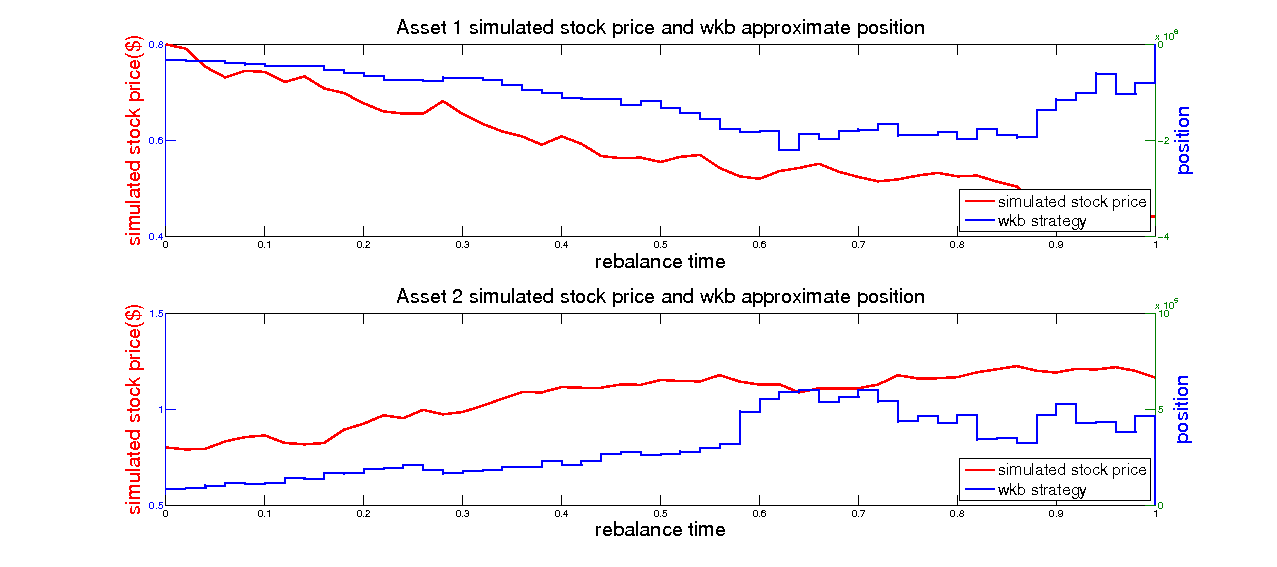 Asset 1 simulated stock price and wkb approximate position
simulated stock price($)
0.8
0.6
0.4
0
0.1
0.2
0.3
0.4
0.5
0.6
0.7
0.8
0.9
1
rebalance time
0
−2
−4
position
simulated stock price
wkb strategy
Asset 2 simulated stock price and wkb approximate position
simulated stock price($)
1.5
1
0.5
0
0.1
0.2
0.3
0.4
0.5
0.6
0.7
0.8
0.9
1
rebalance time
10
5
0
position
simulated stock price
wkb strategy